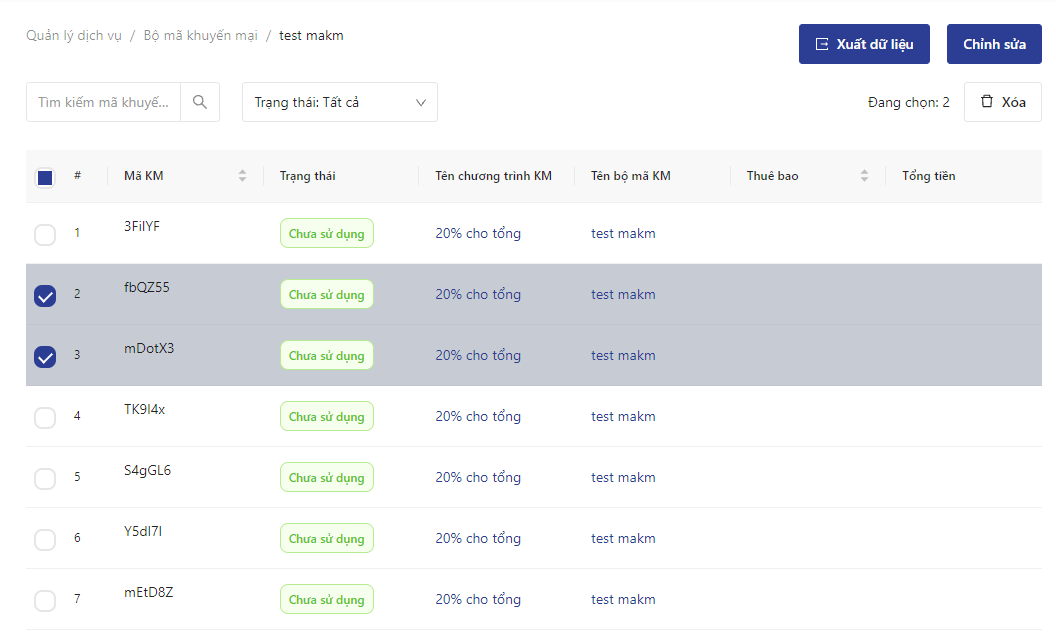 Quản lý dịch vụ / Bộ mã khuyến mại / test makm
Xuất dữ liệu
Chỉnh sửa
Tìm kiếm mã khuyế...
Trạng thái: Tất cả
Đang chọn: 2
Xóa
# Mã KM Trạng thái Tên chương trình KM Tên bộ mã KM Thuê bao Tổng tiền
1 3FiIYF Chưa sử dụng 20% cho tổng test makm
2 fbQZ55 Chưa sử dụng 20% cho tổng test makm
3 mDotX3 Chưa sử dụng 20% cho tổng test makm
4 TK9I4x Chưa sử dụng 20% cho tổng test makm
5 S4gGL6 Chưa sử dụng 20% cho tổng test makm
6 Y5dI7I Chưa sử dụng 20% cho tổng test makm
7 mEtD8Z Chưa sử dụng 20% cho tổng test makm